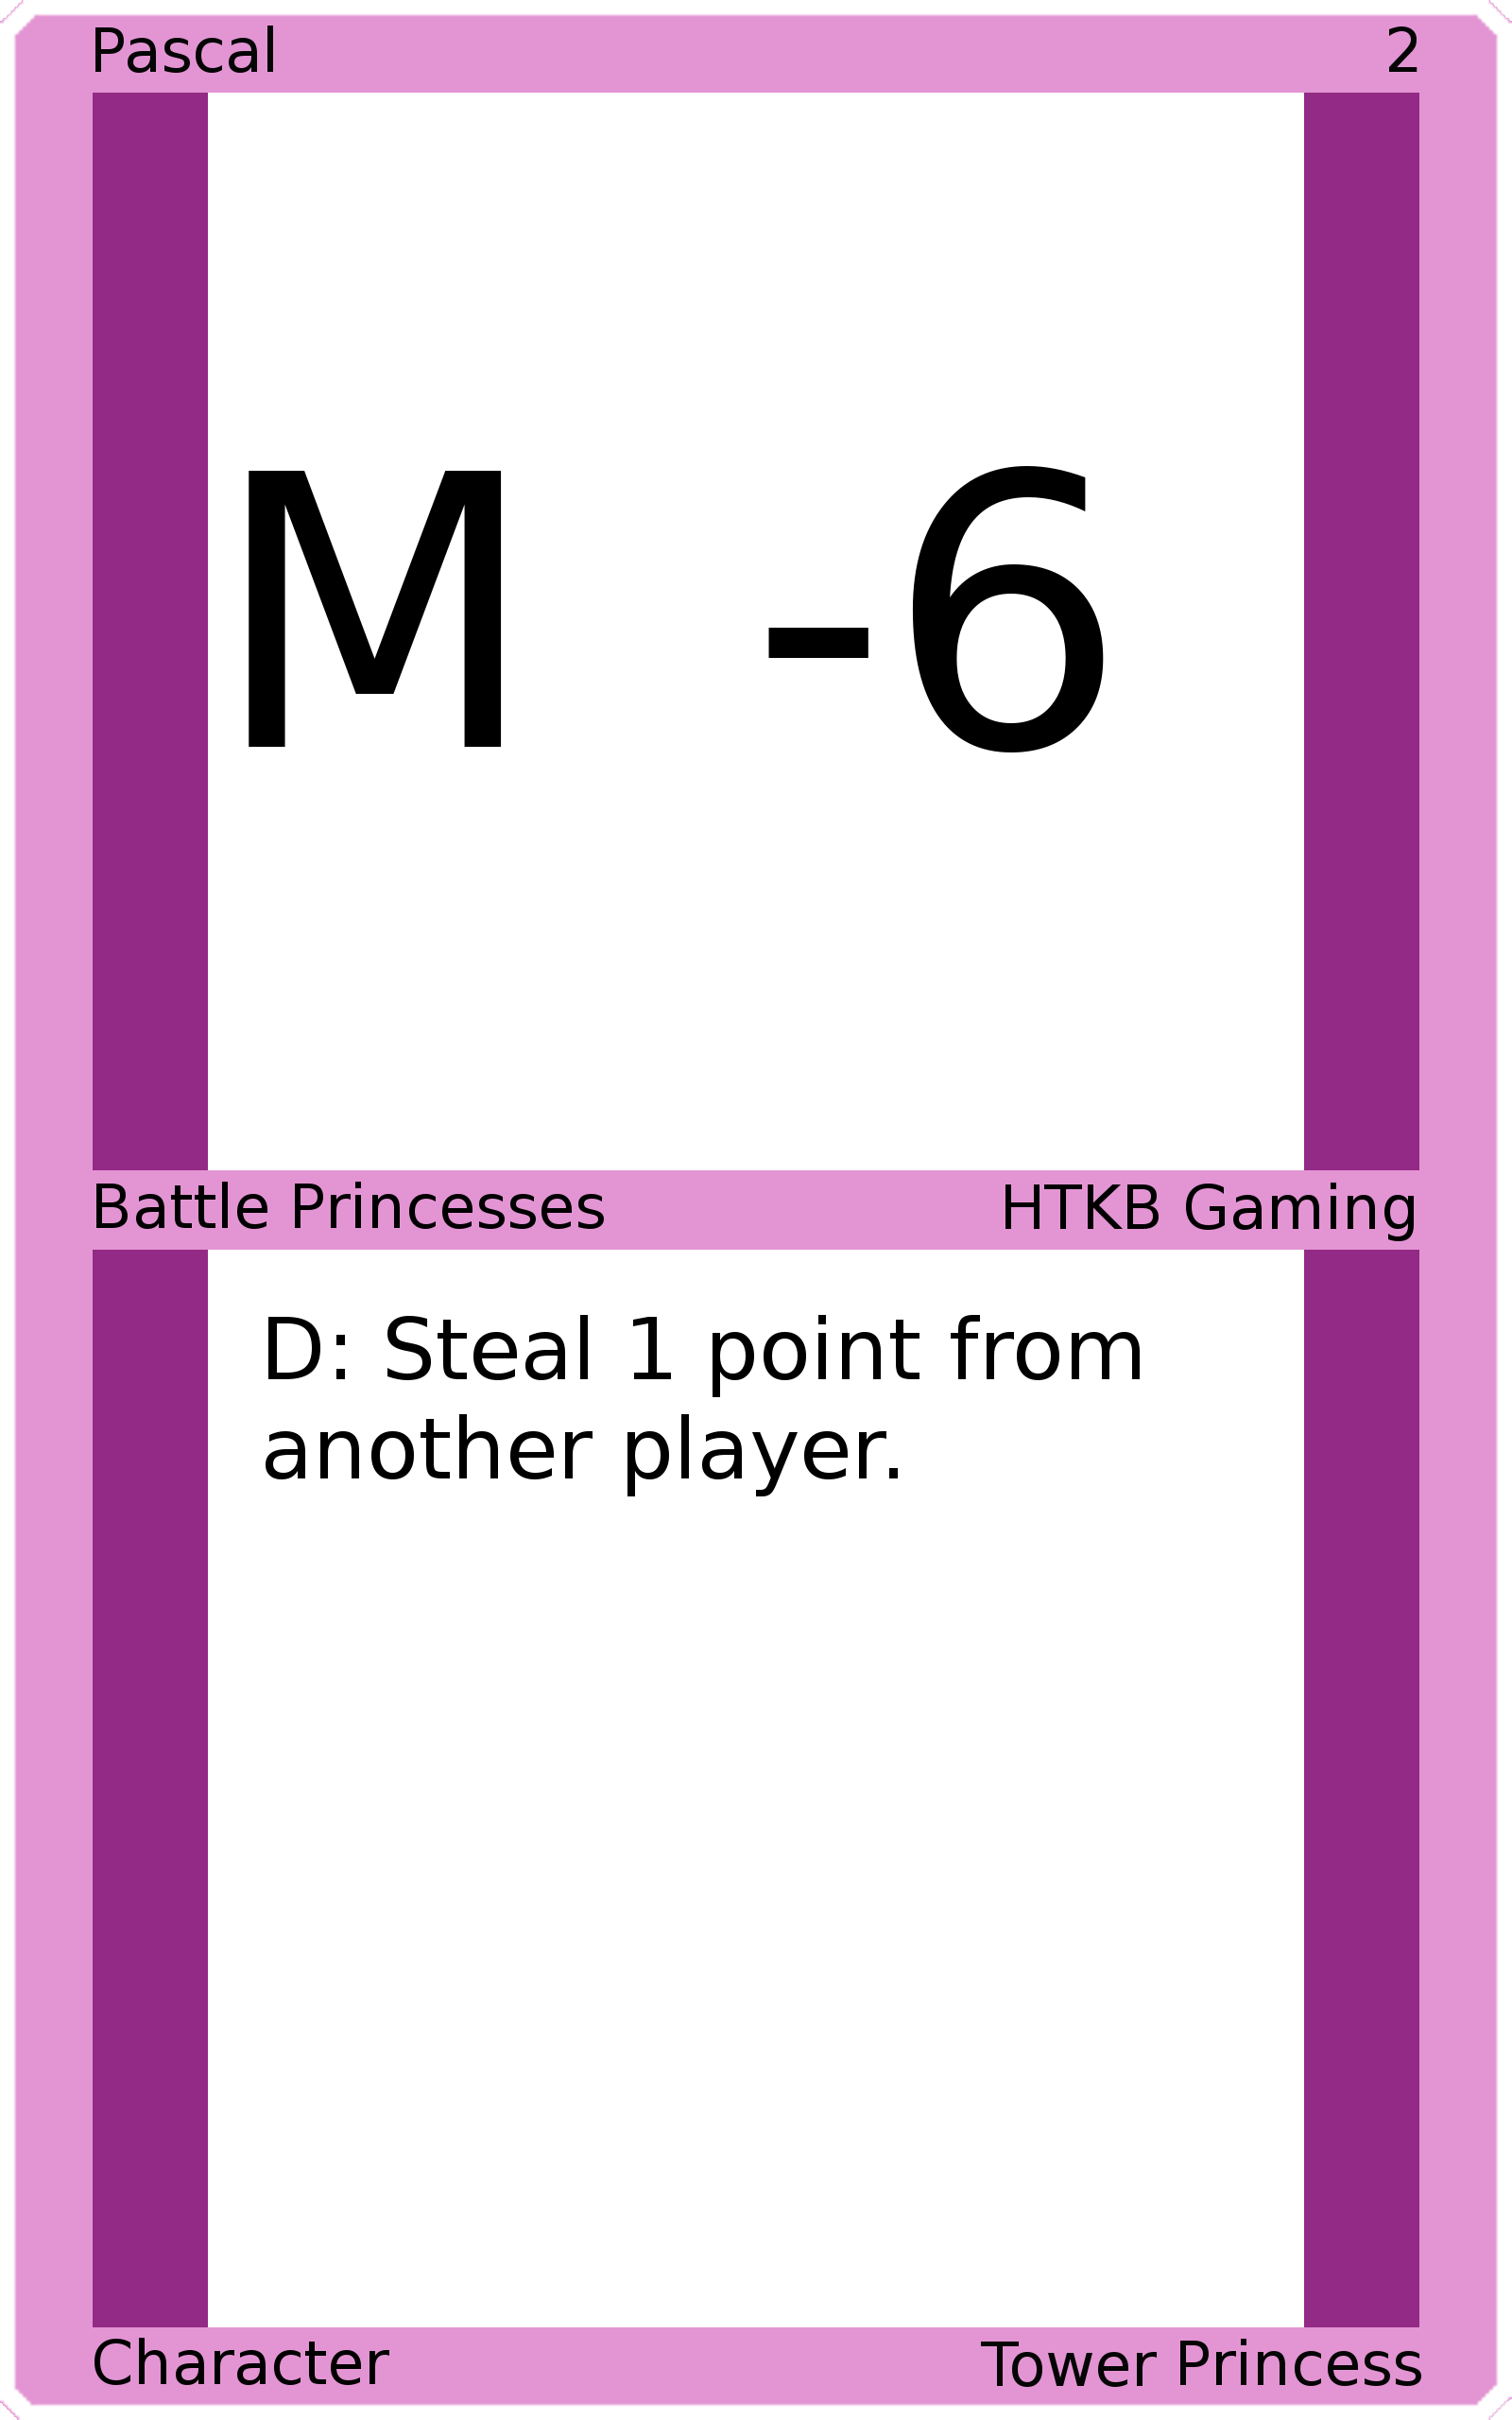 Pascal 2
M -6
Battle Princesses HTKB Gaming
D: Steal 1 point from
another player.
Character Tower Princess